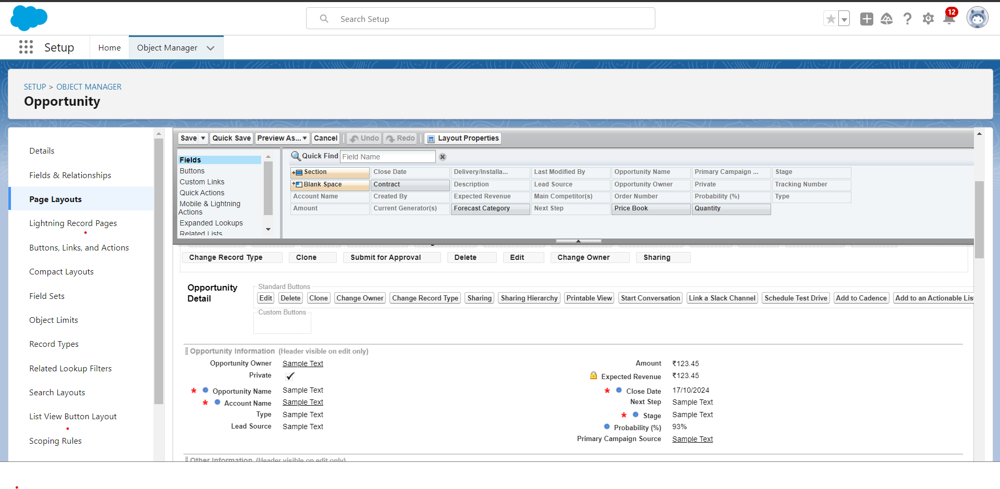 Search Setup
12
Setup
Home
Object Manager
SETUP > OBJECT MANAGER
Opportunity
Details
Fields & Relationships
Page Layouts
Lightning Record Pages
Buttons, Links, and Actions
Compact Layouts
Field Sets
Object Limits
Record Types
Related Lookup Filters
Search Layouts
List View Button Layout
Scoping Rules
Save Quick Save Preview As... Cancel Undo Redo Layout Properties
Fields
Buttons
Custom Links
Quick Actions
Mobile & Lightning
Actions
Expanded Lookups
Related Lists
Quick Find Field Name
Section Close Date Delivery/Installa... Last Modified By Opportunity Name Primary Campaign ... Stage
Blank Space Contract Description Lead Source Opportunity Owner Private Tracking Number
Account Name Created By Expected Revenue Main Competitor(s) Order Number Probability (%) Type
Amount Current Generator(s) Forecast Category Next Step Price Book Quantity
Change Record Type Clone Submit for Approval Delete Edit Change Owner Sharing
Opportunity
Detail
Standard Buttons
Edit Delete Clone Change Owner Change Record Type Sharing Sharing Hierarchy Printable View Start Conversation Link a Slack Channel Schedule Test Drive Add to Cadence Add to an Actionable Lis
Custom Buttons
Opportunity Information (Header visible on edit only)
Opportunity Owner Sample Text
Private
* Opportunity Name Sample Text
* Account Name Sample Text
Type Sample Text
Lead Source Sample Text
Amount ₹123.45
Expected Revenue ₹123.45
* Close Date 17/10/2024
Next Step Sample Text
* Stage Sample Text
Probability (%) 93%
Primary Campaign Source Sample Text
Other Information (Header visible on edit only)